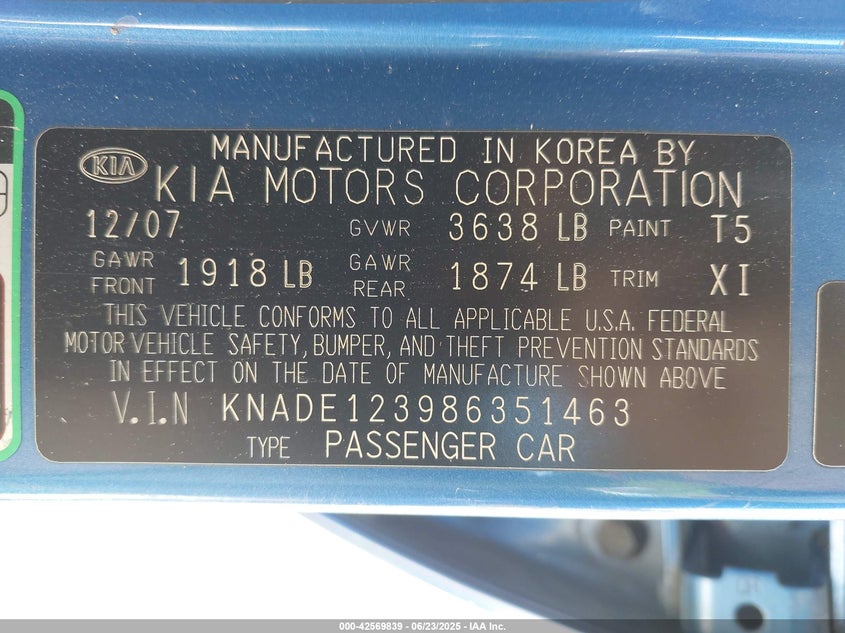 MANUFACTURED IN KOREA BY
KIA KIA MOTORS CORPORATION
12/07 GVWR 3638 LB PAINT T5
GAWR FRONT 1918 LB GAWR REAR 1874 LB TRIM XI
THIS VEHICLE CONFORMS TO ALL APPLICABLE U.S.A. FEDERAL
MOTOR VEHICLE SAFETY, BUMPER, AND THEFT PREVENTION STANDARDS
IN EFFECT ON THE DATE OF MANUFACTURE SHOWN ABOVE
V.I.N KNADE123986351463
TYPE PASSENGER CAR
000-42569839 - 06/23/2025 - IAA Inc.